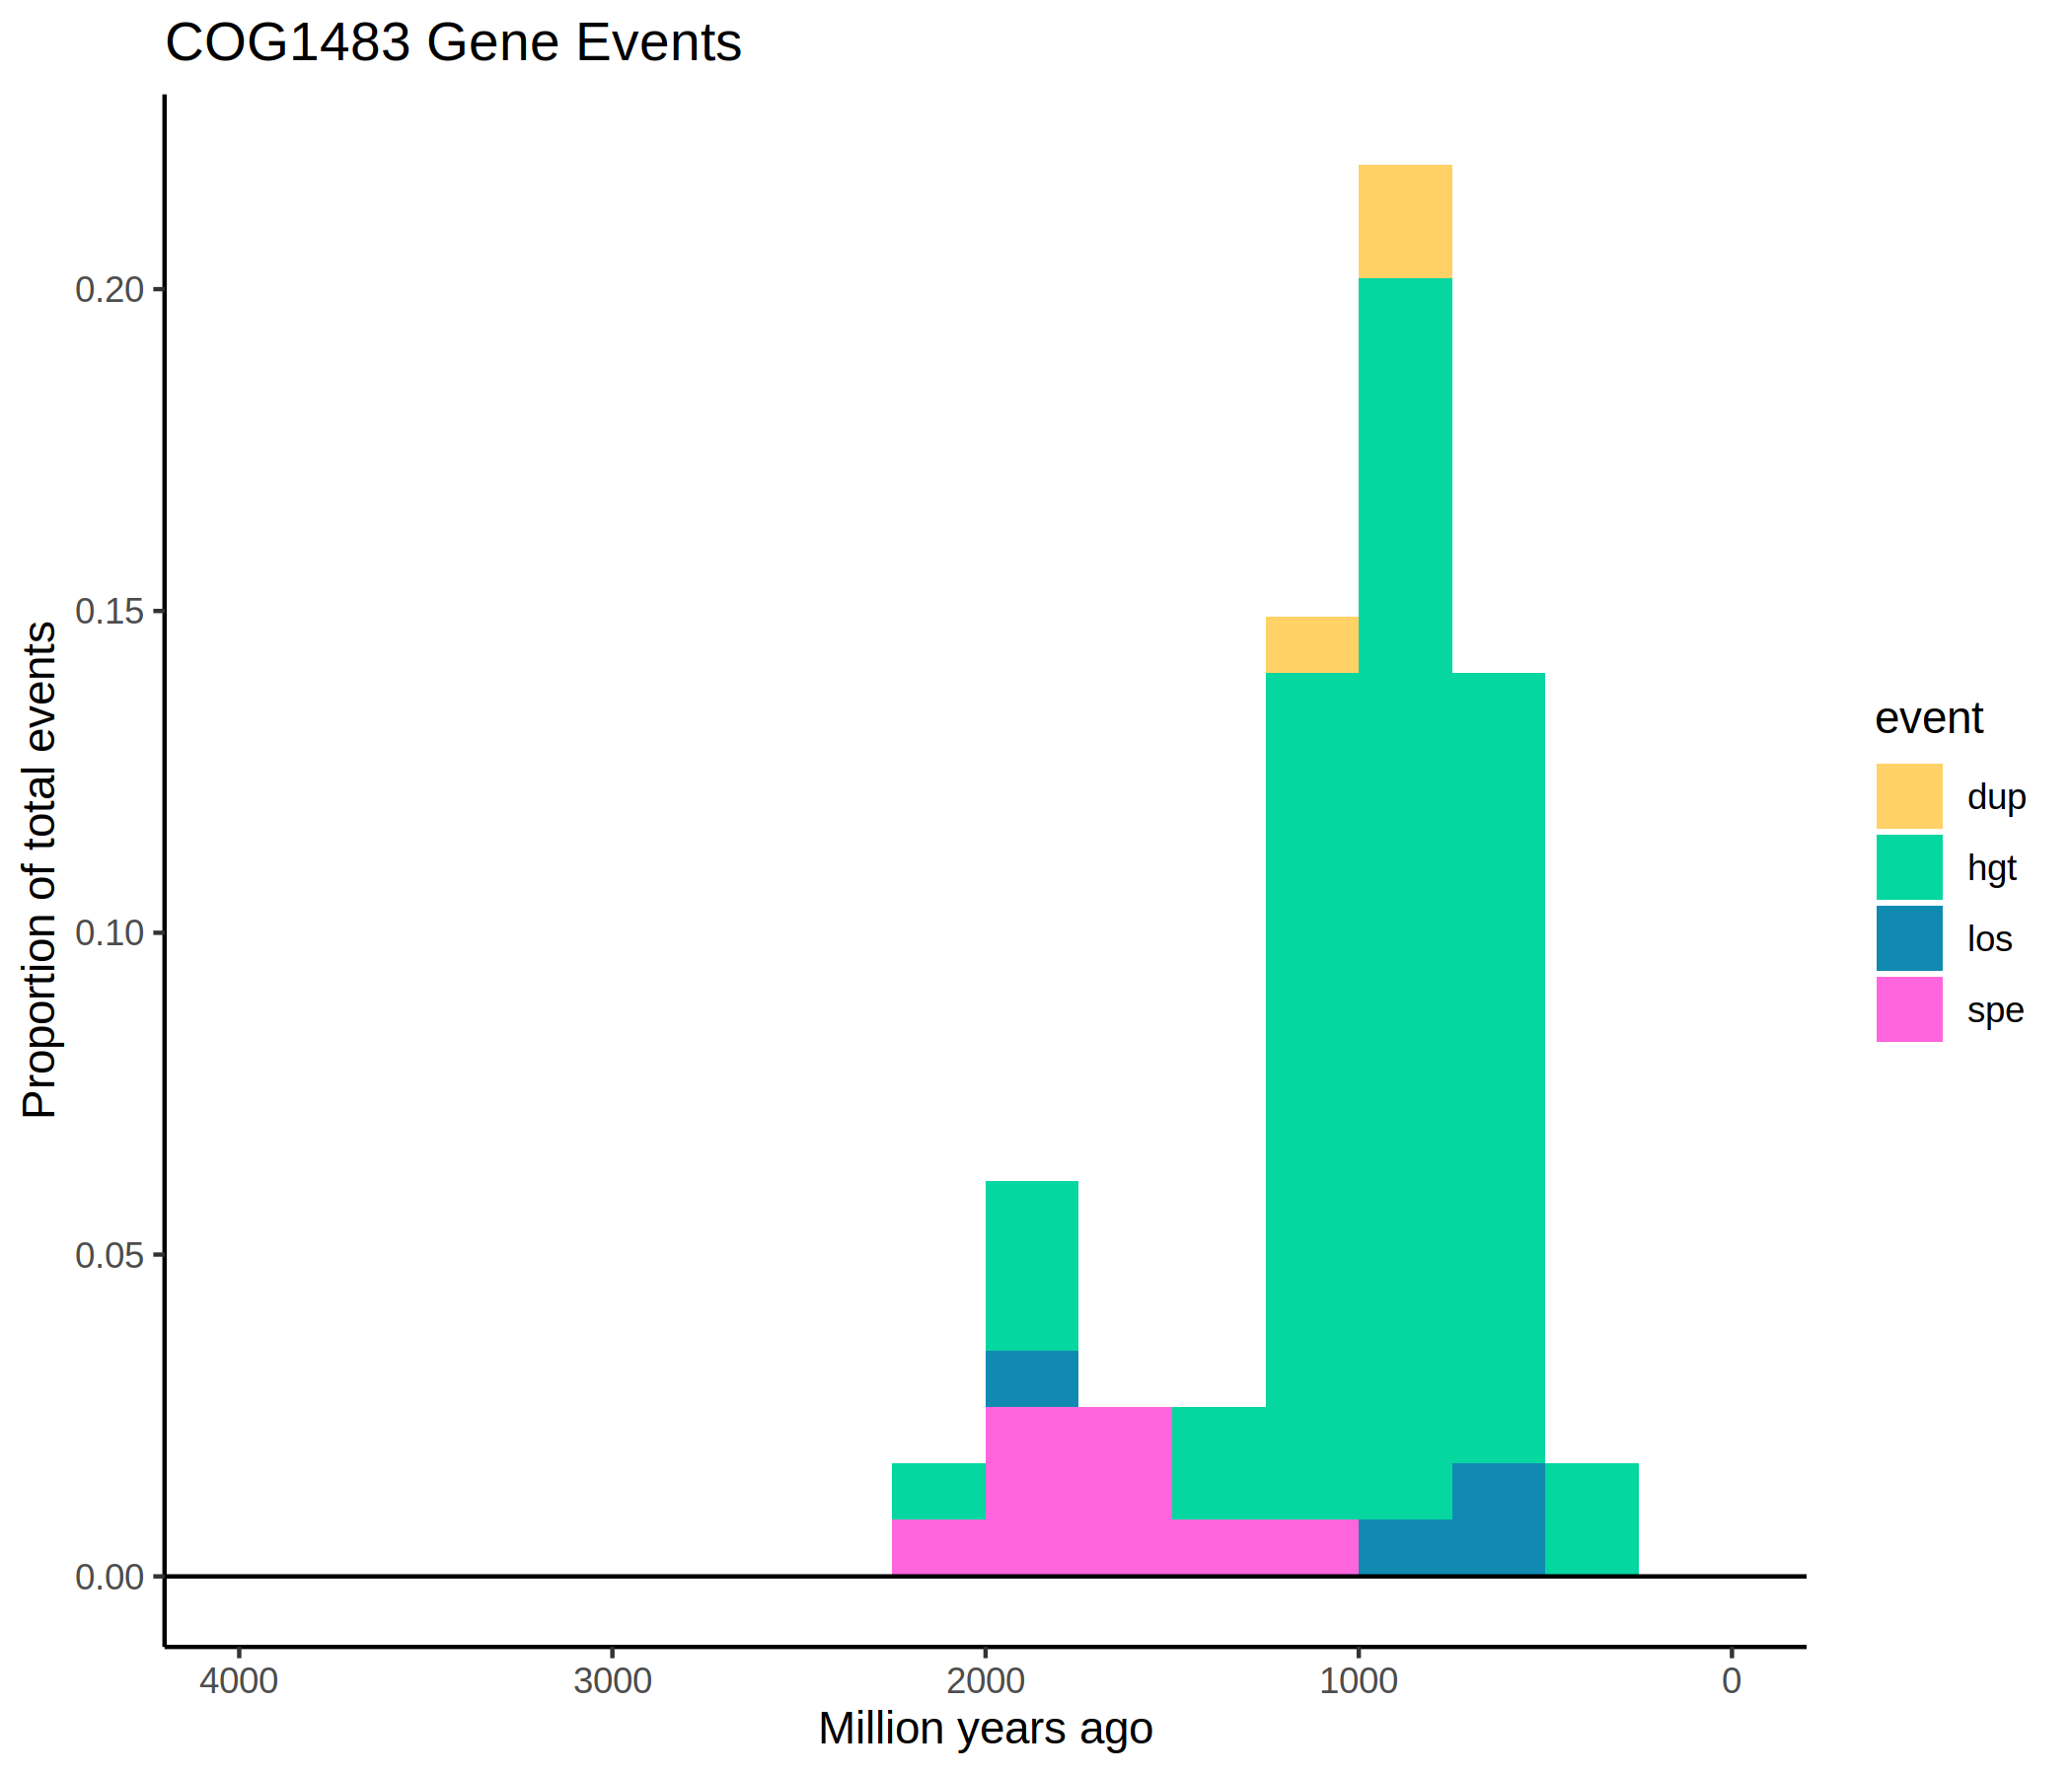 COG1483 Gene Events
Proportion of total events
0.20
0.15
0.10
0.05
0.00
4000 3000 2000 1000 0
Million years ago
event
dup
hgt
los
spe